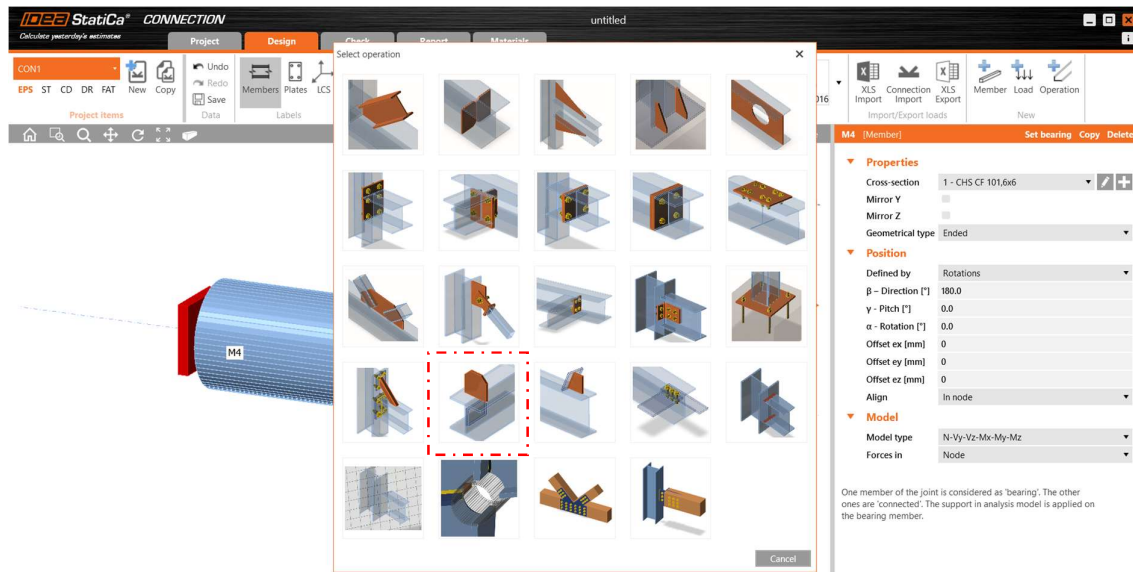 IDEA StatiCa® CONNECTION
untitled
Calculate yesterday's estimates
Project
Design
Check
Report
Materials
Select operation
CON1
EPS ST CD DR FAT
New
Copy
Project items
Undo
Redo
Save
Data
Members
Plates
LCS
Labels
016
XLS Import
Connection Import
XLS Export
Import/Export loads
Member
Load
Operation
New
M4 [Member]
Set bearing Copy Delete
Properties
Cross-section 1 - CHS CF 101,6x6
Mirror Y
Mirror Z
Geometrical type Ended
Position
Defined by Rotations
β – Direction [°] 180.0
γ - Pitch [°] 0.0
α - Rotation [°] 0.0
Offset ex [mm] 0
Offset ey [mm] 0
Offset ez [mm] 0
Align In node
Model
Model type N-Vy-Vz-Mx-My-Mz
Forces in Node
One member of the joint is considered as 'bearing'. The other
ones are 'connected'. The support in analysis model is applied on
the bearing member.
M4
Cancel